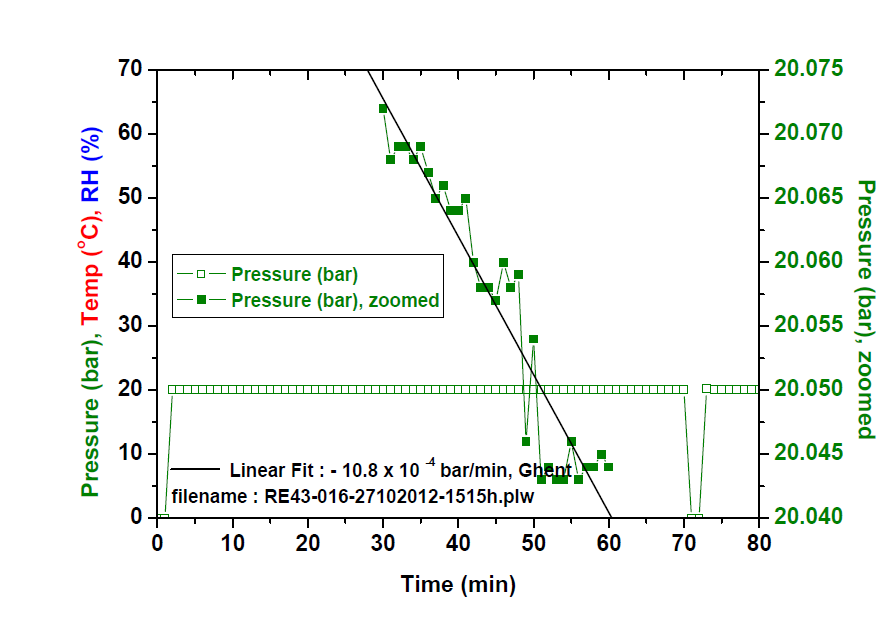 70
60
50
40
30
20
10
0
Pressure (bar), Temp (°C), RH (%)
20.075
20.070
20.065
20.060
20.055
20.050
20.045
20.040
Pressure (bar), zoomed
Pressure (bar)
Pressure (bar), zoomed
Linear Fit : - 10.8 x 10 -4 bar/min, Ghent
filename : RE43-016-27102012-1515h.plw
0 10 20 30 40 50 60 70 80
Time (min)